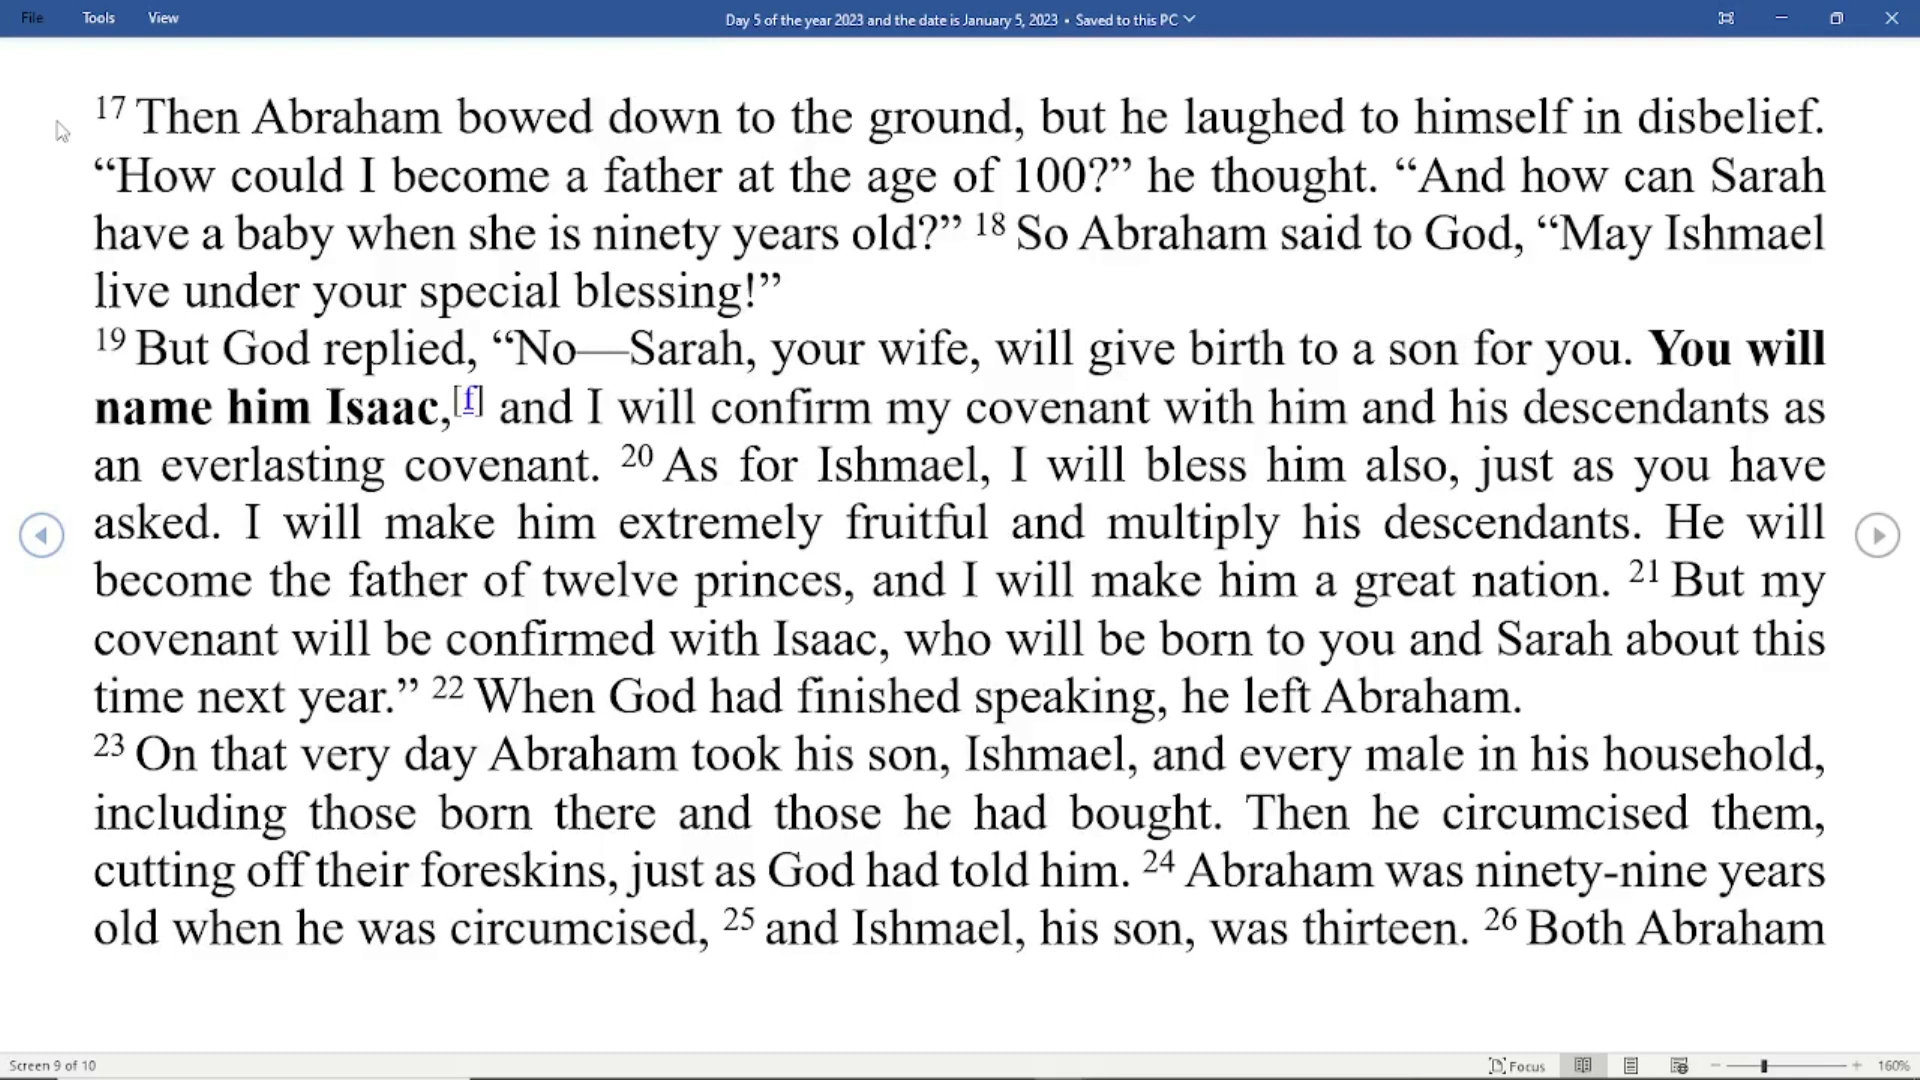 File Tools View Day 5 of the year 2023 and the date is January 5, 2023 • Saved to this PC
17 Then Abraham bowed down to the ground, but he laughed to himself in disbelief.
“How could I become a father at the age of 100?” he thought. “And how can Sarah
have a baby when she is ninety years old?” 18 So Abraham said to God, “May Ishmael
live under your special blessing!”
19 But God replied, “No—Sarah, your wife, will give birth to a son for you. You will
name him Isaac,[f] and I will confirm my covenant with him and his descendants as
an everlasting covenant. 20 As for Ishmael, I will bless him also, just as you have
asked. I will make him extremely fruitful and multiply his descendants. He will
become the father of twelve princes, and I will make him a great nation. 21 But my
covenant will be confirmed with Isaac, who will be born to you and Sarah about this
time next year.” 22 When God had finished speaking, he left Abraham.
23 On that very day Abraham took his son, Ishmael, and every male in his household,
including those born there and those he had bought. Then he circumcised them,
cutting off their foreskins, just as God had told him. 24 Abraham was ninety-nine years
old when he was circumcised, 25 and Ishmael, his son, was thirteen. 26 Both Abraham
Screen 9 of 10 Focus 160%